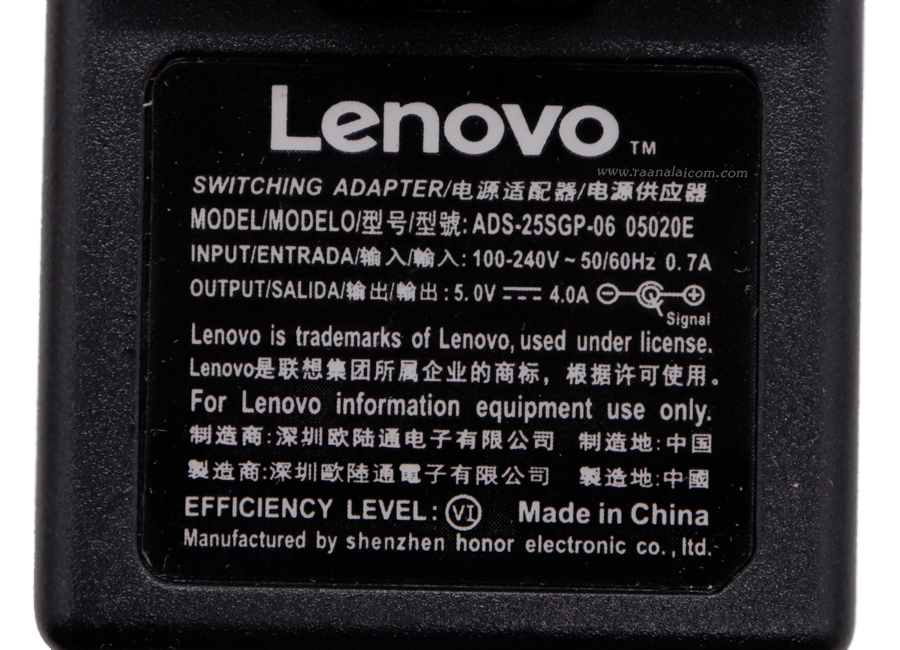 Lenovo TM
www.raanalaicom.com
SWITCHING ADAPTER/电源适配器/电源供应器
MODEL/MODELO/型号/型號: ADS-25SGP-06 05020E
INPUT/ENTRADA/输入/輸入: 100-240V ~ 50/60Hz 0.7A
OUTPUT/SALIDA/输出/輸出: 5.0V ⎓ 4.0A
Signal
Lenovo is trademarks of Lenovo, used under license.
Lenovo是联想集团所属企业的商标，根据许可使用。
For Lenovo information equipment use only.
制造商:深圳欧陆通电子有限公司 制造地:中国
製造商:深圳歐陸通電子有限公司 製造地:中國
EFFICIENCY LEVEL: VI Made in China
Manufactured by shenzhen honor electronic co., ltd.